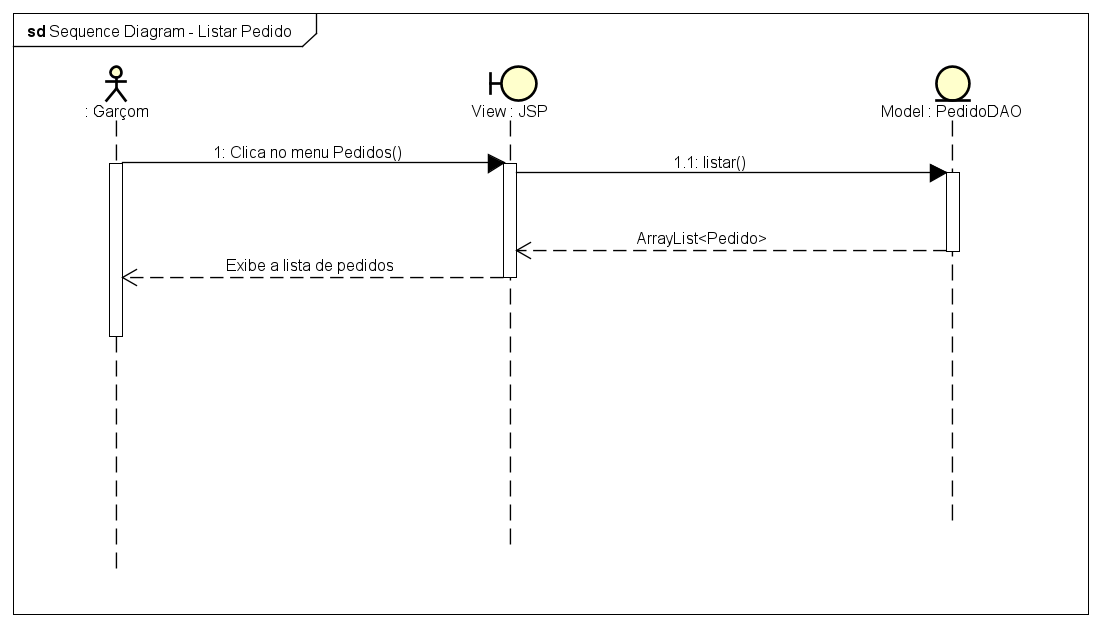 sd Sequence Diagram - Listar Pedido
: Garçom
View : JSP
Model : PedidoDAO
1: Clica no menu Pedidos()
1.1: listar()
ArrayList<Pedido>
Exibe a lista de pedidos